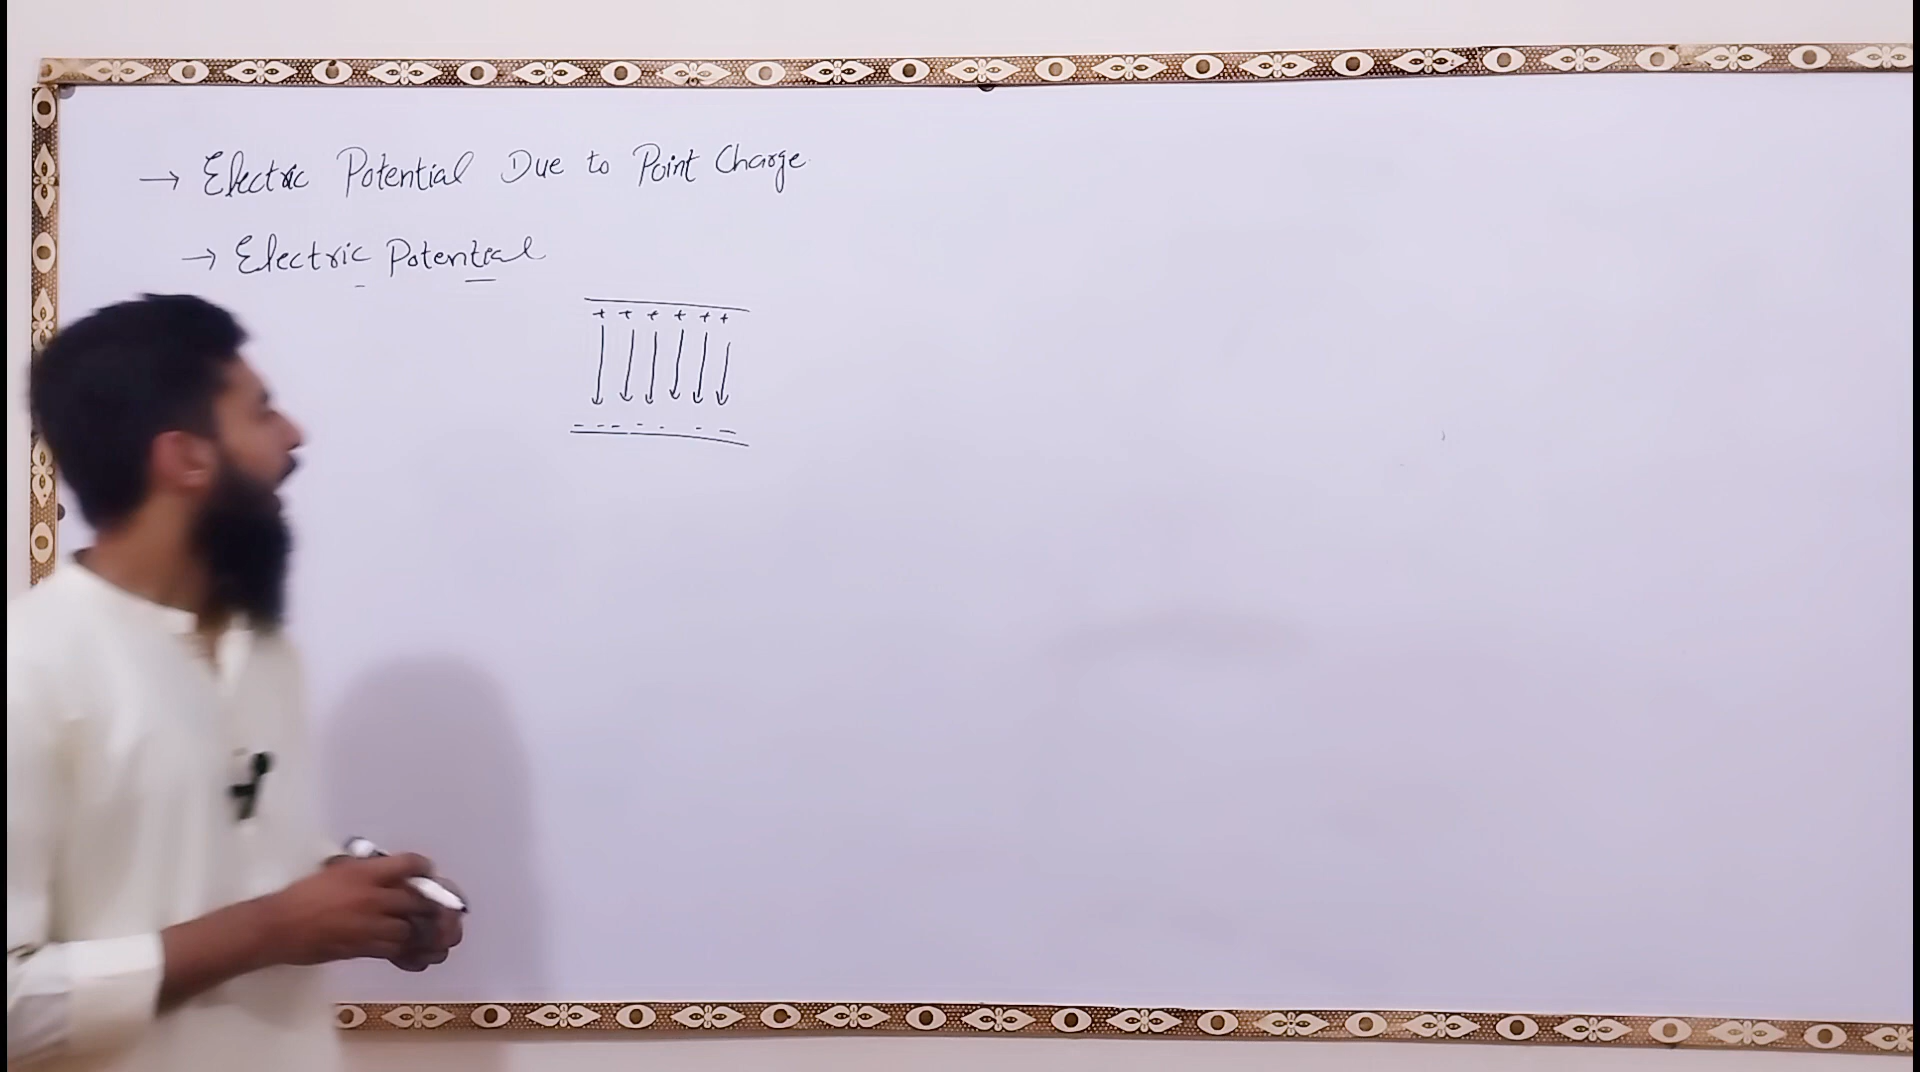 → Electric Potential Due to Point Charge
→ Electric Potential
+ + + + + +
- - - - - - -